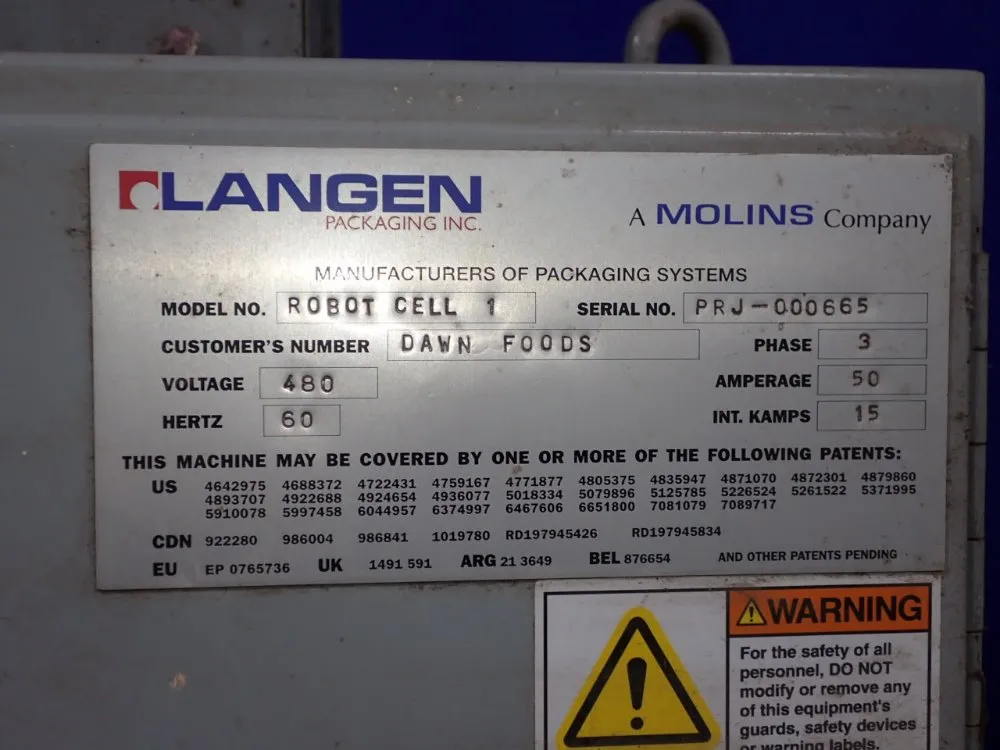 LANGEN
PACKAGING INC.
A MOLINS Company
MANUFACTURERS OF PACKAGING SYSTEMS
MODEL NO. ROBOT CELL 1 SERIAL NO. PRJ-000665
CUSTOMER'S NUMBER DAWN FOODS PHASE 3
VOLTAGE 480 AMPERAGE 50
HERTZ 60 INT. KAMPS 15
THIS MACHINE MAY BE COVERED BY ONE OR MORE OF THE FOLLOWING PATENTS:
US 4642975 4688372 4722431 4759167 4771877 4805375 4835947 4871070 4872301 4879860
4893707 4922688 4924654 4936077 5018334 5079896 5125785 5226524 5261522 5371995
5910078 5997458 6044957 6374997 6467606 6651800 7081079 7089717
CDN 922280 986004 986841 1019780 RD197945426 RD197945834
EU EP 0765736 UK 1491 591 ARG 21 3649 BEL 876654 AND OTHER PATENTS PENDING
WARNING
For the safety of all
personnel, DO NOT
modify or remove any
of this equipment's
guards, safety devices
or warning labels.